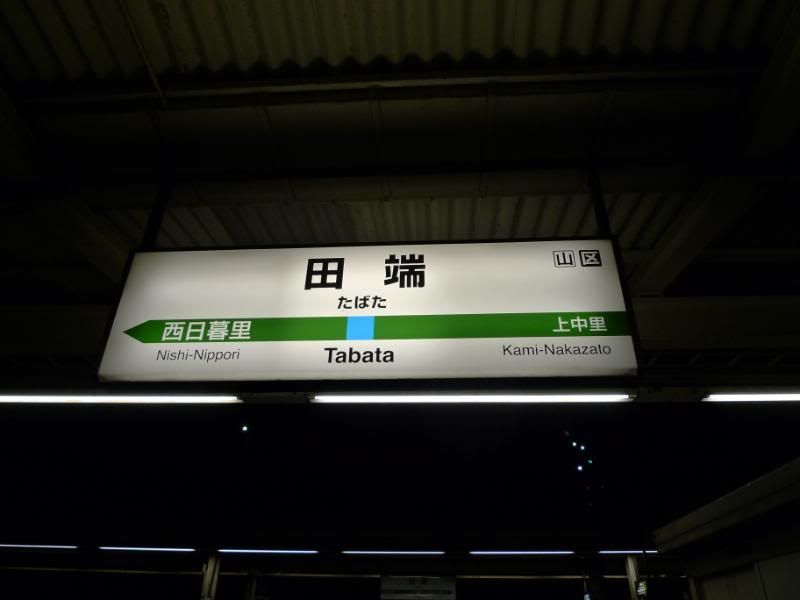 田端
山区
たばた
西日暮里
上中里
Nishi-Nippori
Tabata
Kami-Nakazato